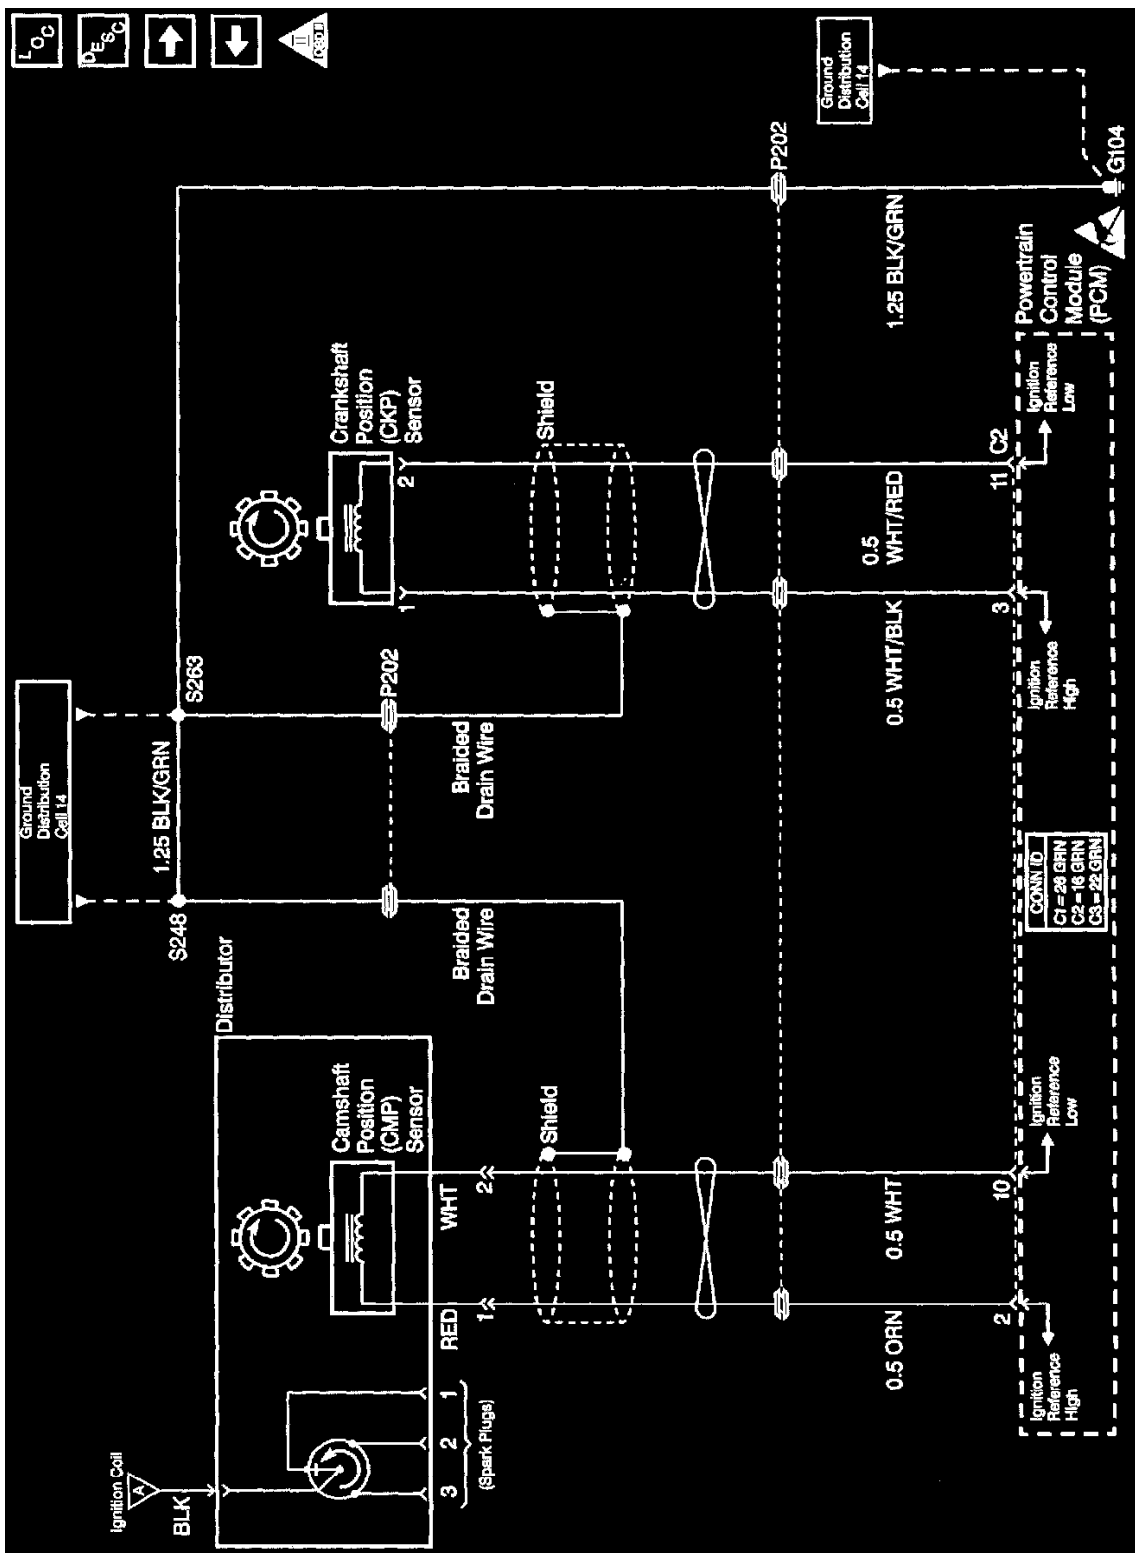 LOC
DESC
OBD II
Ignition Coil
A
BLK
Distributor
3
2
1
(Spark Plugs)
Camshaft
Position
(CMP)
Sensor
RED
WHT
1
2
Shield
0.5 ORN
0.5 WHT
2
10
Ignition
Reference
High
Ignition
Reference
Low
Ground
Distribution
Cell 14
S248
1.25 BLK/GRN
S263
P202
Braided
Drain Wire
Braided
Drain Wire
CONN ID
C1 = 26 GRN
C2 = 16 GRN
C3 = 22 GRN
Crankshaft
Position
(CKP)
Sensor
1
2
Shield
0.5 WHT/BLK
0.5
WHT/RED
3
11
C2
Ignition
Reference
High
Ignition
Reference
Low
Powertrain
Control
Module
(PCM)
P202
1.25 BLK/GRN
Ground
Distribution
Cell 14
G104